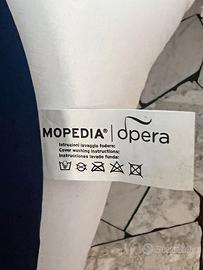 MOPEDIA® | opera
Istruzioni lavaggio fodera:
Cover washing instructions:
Instrucciones lavado funda: